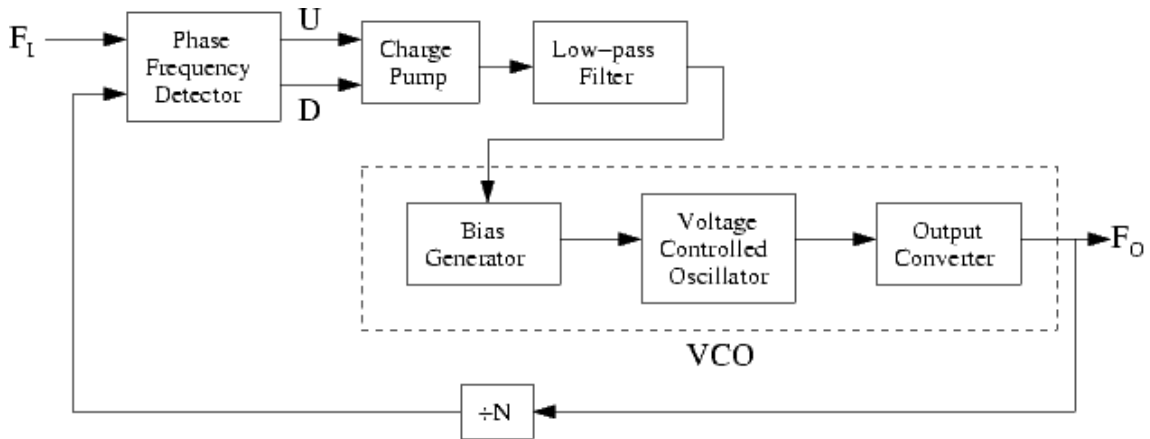 F_I
Phase
Frequency
Detector
U
D
Charge
Pump
Low-pass
Filter
Bias
Generator
Voltage
Controlled
Oscillator
Output
Converter
F_O
VCO
÷N